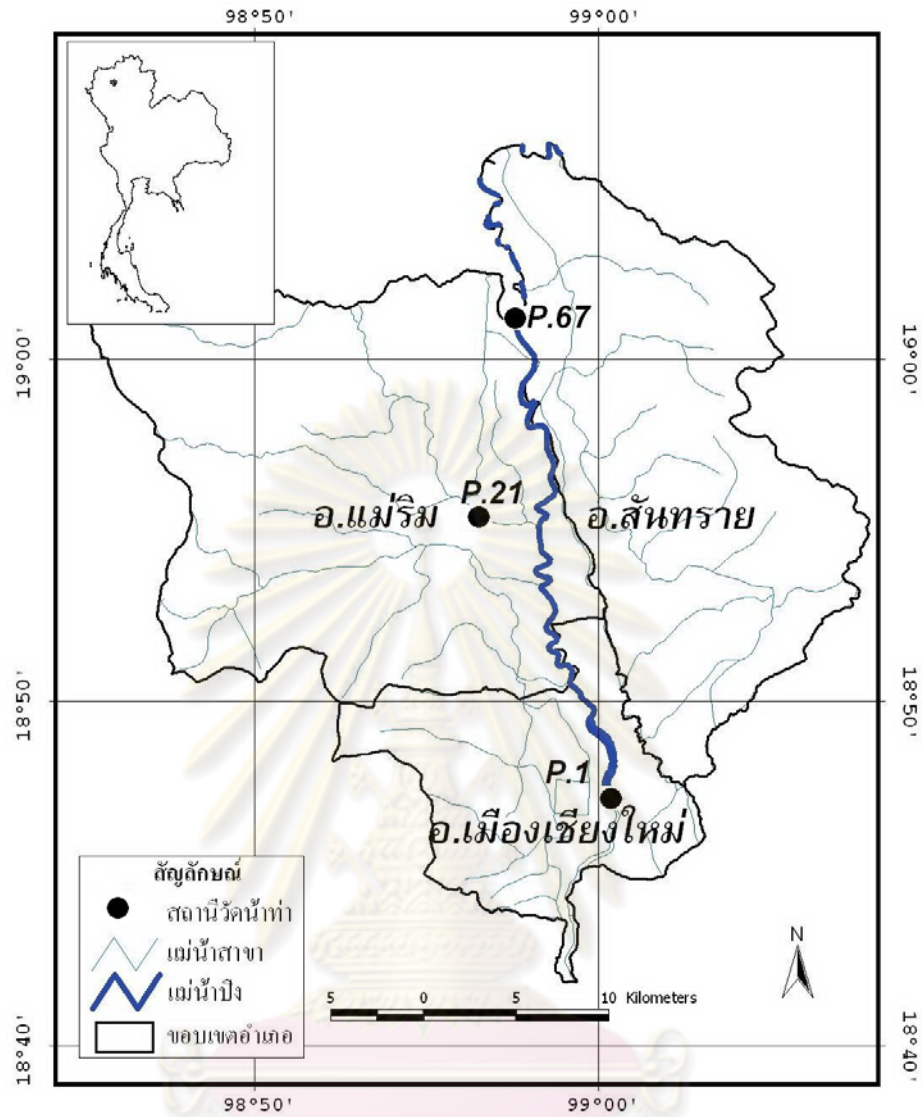 98°50' 99°00'
P.67
19°00' 19°00'
P.21
อ.แม่ริม อ.สันทราย
18°50' 18°50'
P.1
อ.เมืองเชียงใหม่
สัญลักษณ์
สถานีวัดน้ำท่า
แม่น้ำสาขา
แม่น้ำปิง
ขอบเขตอำเภอ
N
5 0 5 10 Kilometers
18°40' 18°40'
98°50' 99°00'